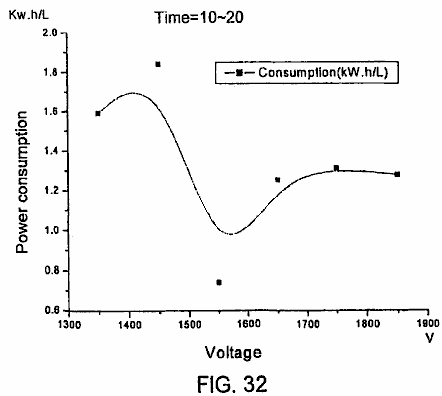 Kw.h/L
Time=10~20
2.0
1.8
1.6
1.4
1.2
1.0
0.8
0.6
Power consumption
Consumption(kW.h/L)
1300
1400
1500
1600
1700
1800
1900
V
Voltage
FIG. 32